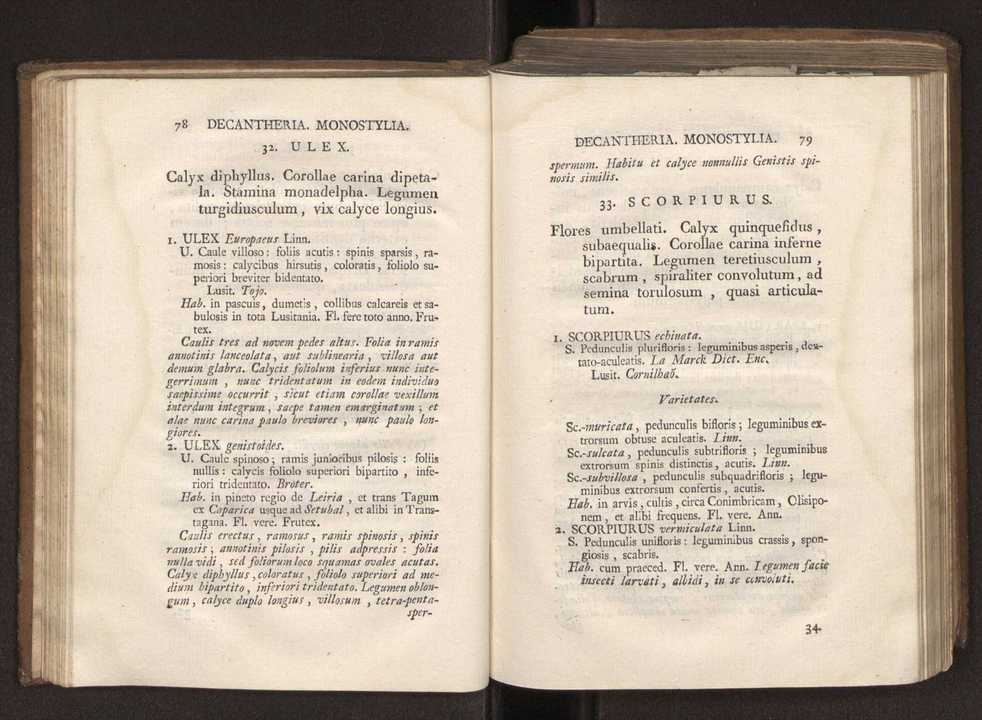 78 DECANTHERIA. MONOSTYLIA.
32. ULEX.
Calyx diphyllus. Corollae carina dipeta-
la. Stamina monadelpha. Legumen
turgidiusculum, vix calyce longius.
1. ULEX Europaeus Linn.
U. Caule villoso: foliis acutis: spinis sparsis, ra-
mosis: calycibus hirsutis, coloratis, foliolo su-
periori breviter bidentato.
Lusit. Tojo.
Hab. in pascuis, dumetis, collibus calcareis et sa-
bulosis in tota Lusitania. Fl. fere toto anno. Fru-
tex.
Caulis tres ad novem pedes altus. Folia in ramis
annotinis lanceolata, aut sublinearia, villosa aut
demum glabra. Calycis foliolum inferius nunc inte-
gerrimum, nunc tridentatum in eodem individuo
saepissime occurrit, sicut etiam corollae vexillum
interdum integrum, saepe tamen emarginatum; et
alae nunc carina paulo breviores, nunc paulo lon-
giores.
2. ULEX genistoides.
U. Caule spinoso; ramis junioribus pilosis: foliis
nullis: calycis foliolo superiori bipartito, infe-
riori tridentato. Broter.
Hab. in pineto regio de Leiria, et trans Tagum
ex Caparica usque ad Setubal, et alibi in Trans-
tagana. Fl. vere. Frutex.
Caulis erectus, ramosus, ramis spinosis, spinis
ramosis; annotinis pilosis, pilis adpressis: folia
nulla vidi, sed foliorum loco squamas ovales acutas.
Calyx diphyllus, coloratus, foliolo superiori ad me-
dium bipartito, inferiori tridentato. Legumen oblon-
gum, calyce duplo longius, villosum, tetra-penta-
sper-
DECANTHERIA. MONOSTYLIA. 79
spermum. Habitu et calyce nonnullis Genistis spi-
nosis similis.
33. SCORPIURUS.
Flores umbellati. Calyx quinquefidus,
subaequalis. Corollae carina inferne
bipartita. Legumen teretiusculum,
scabrum, spiraliter convolutum, ad
semina torulosum, quasi articula-
tum.
1. SCORPIURUS echinata.
S. Pedunculis plurifloris: leguminibus asperis, den-
tato-aculeatis. La Marck Dict. Enc.
Lusit. Cornilhaõ.
Varietates.
Sc.-muricata, pedunculis bifloris; leguminibus ex-
trorsum obtuse aculeatis. Linn.
Sc.-sulcata, pedunculis subtrifloris; leguminibus
extrorsum spinis distinctis, acutis. Linn.
Sc.-subvillosa, pedunculis subquadrifloris; legu-
minibus extrorsum confertis, acutis.
Hab. in arvis, cultis, circa Conimbricam, Olisipo-
nem, et alibi frequens. Fl. vere. Ann.
2. SCORPIURUS vermiculata Linn.
S. Pedunculis unifloris: leguminibus crassis, spon-
giosis, scabris.
Hab. cum praeced. Fl. vere. Ann. Legumen facie
insecti larvati, albidi, in se convoluti.
34.